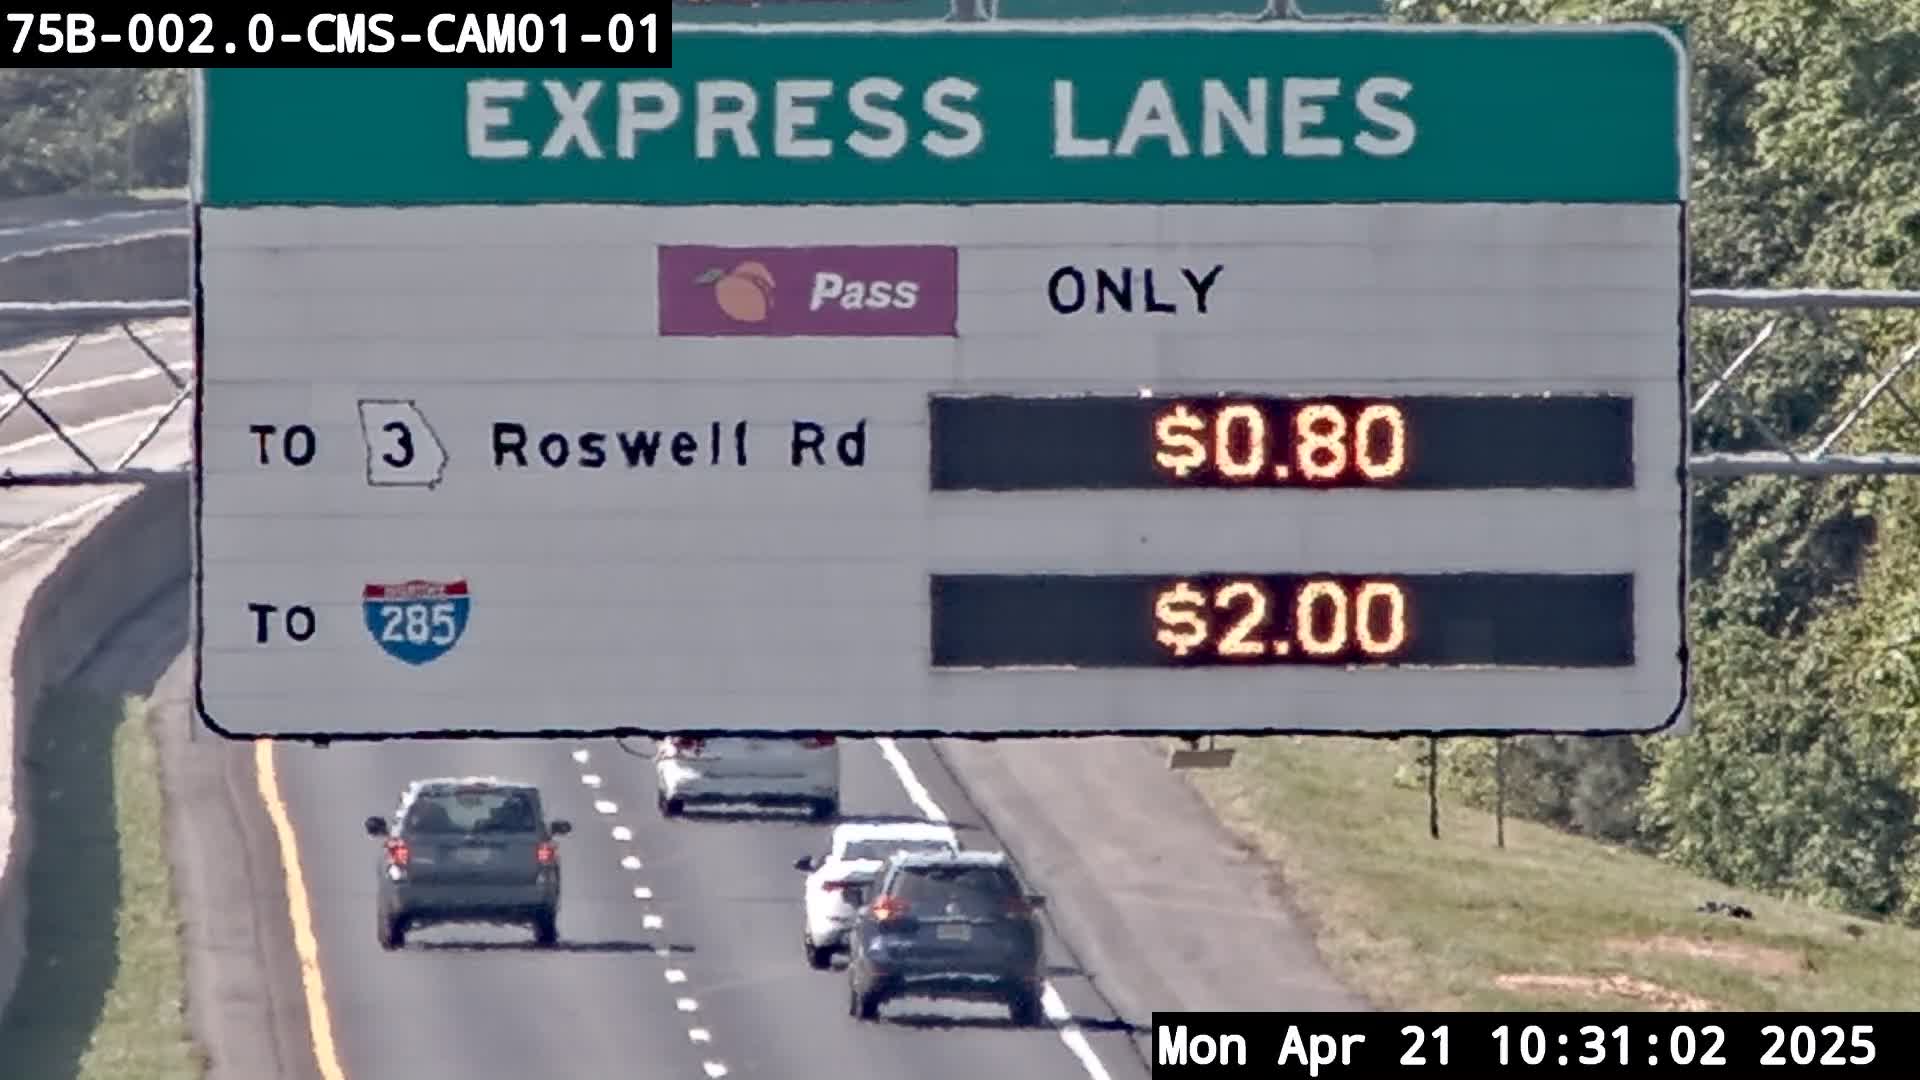 75B-002.0-CMS-CAM01-01
EXPRESS LANES
Pass ONLY
TO 3 Roswell Rd $0.80
TO 285 $2.00
Mon Apr 21 10:31:02 2025